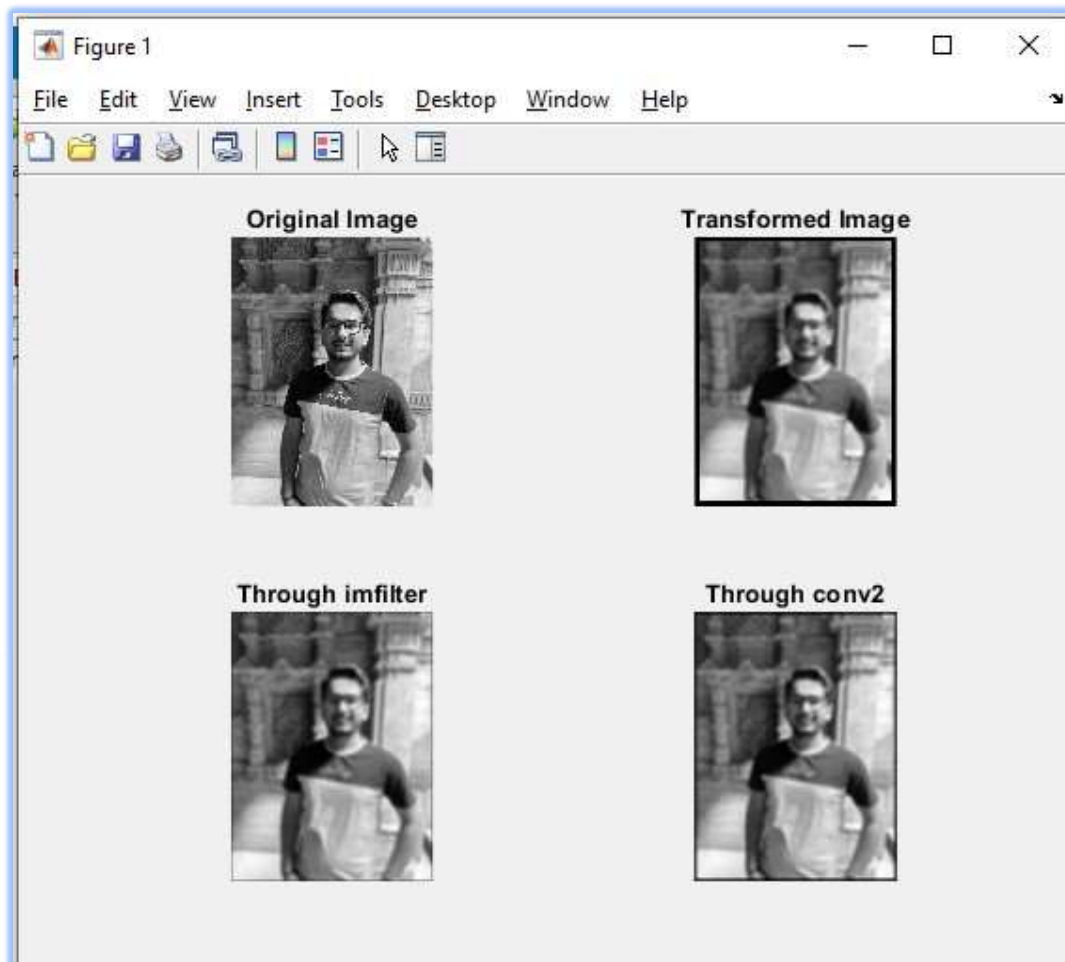 Figure 1
File Edit View Insert Tools Desktop Window Help
Original Image
Transformed Image
Through imfilter
Through conv2